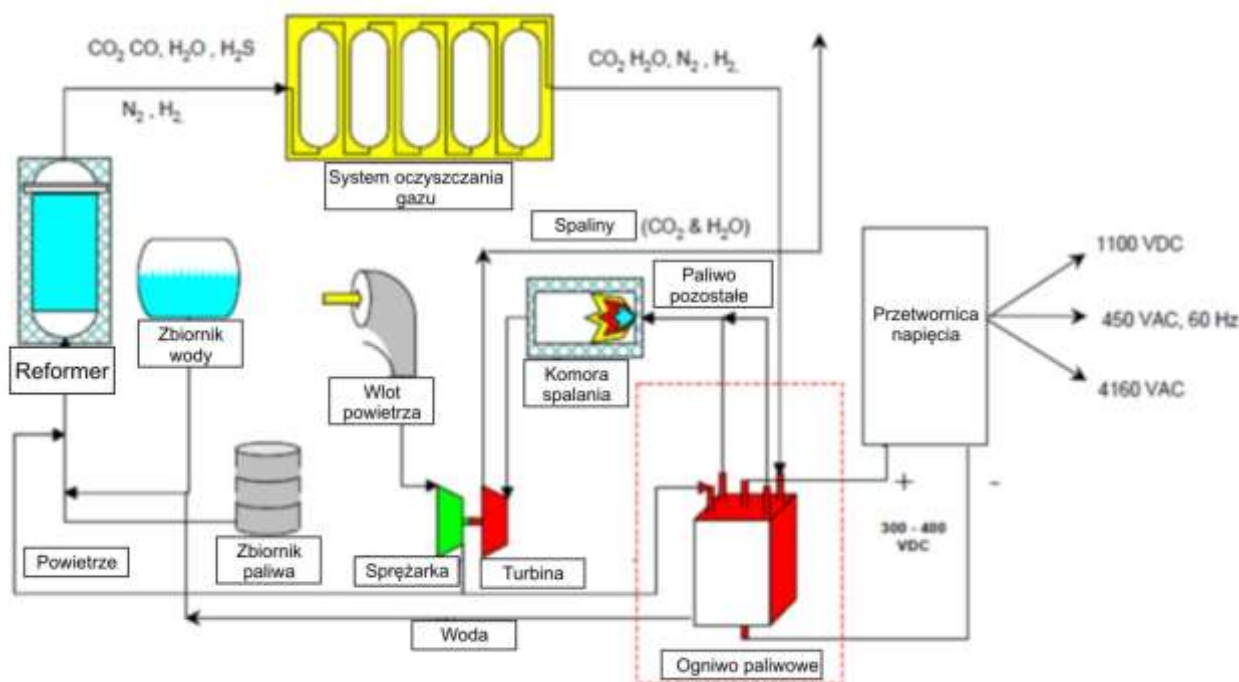 CO₂ CO, H₂O , H₂S
N₂ , H₂,
CO₂ H₂O, N₂ , H₂,
System oczyszczania
gazu
Spaliny (CO₂ & H₂O)
Paliwo
pozostałe
Przetwornica
napięcia
1100 VDC
450 VAC, 60 Hz
4160 VAC
Zbiornik
wody
Reformer
Wlot
powietrza
Komora
spalania
+ -
300 - 400
VDC
Powietrze
Zbiornik
paliwa
Sprężarka
Turbina
Woda
Ogniwo paliwowe